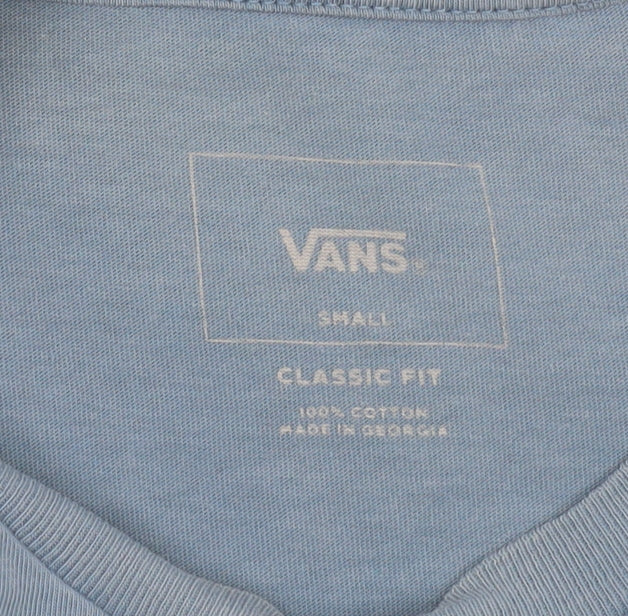 VANS®
SMALL
CLASSIC FIT
100% COTTON
MADE IN GEORGIA